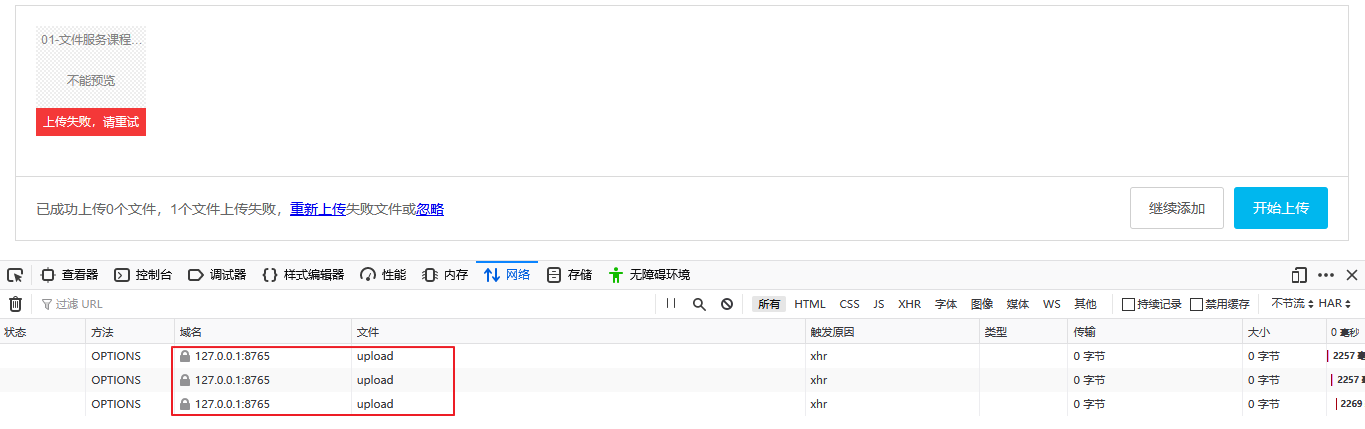 01-文件服务课程...
不能预览
上传失败，请重试
已成功上传0个文件，1个文件上传失败，重新上传失败文件或忽略
继续添加 开始上传
查看器 控制台 调试器 样式编辑器 性能 内存 网络 存储 无障碍环境
过滤 URL 所有 HTML CSS JS XHR 字体 图像 媒体 WS 其他 持续记录 禁用缓存 不节流 HAR
状态 方法 域名 文件 触发原因 类型 传输 大小 0 毫秒
OPTIONS 127.0.0.1:8765 upload xhr 0 字节 0 字节 2257 毫
OPTIONS 127.0.0.1:8765 upload xhr 0 字节 0 字节 2257 毫
OPTIONS 127.0.0.1:8765 upload xhr 0 字节 0 字节 2269